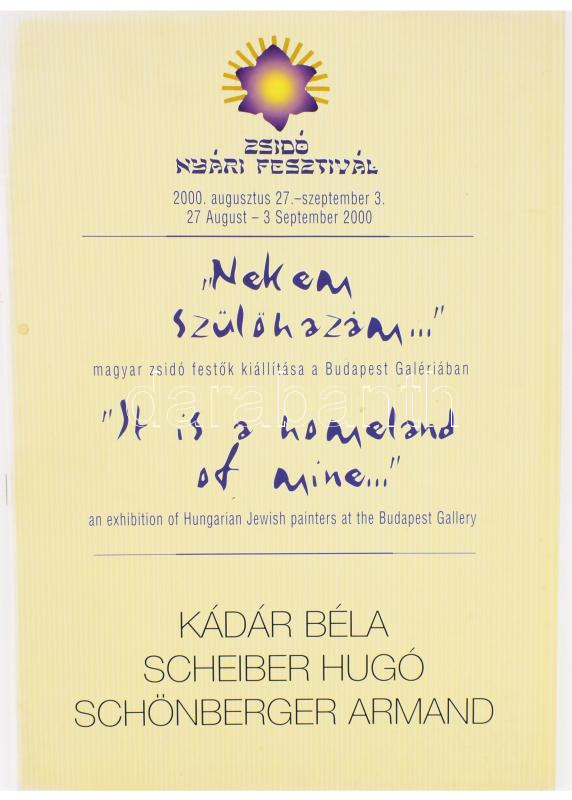 ZSIDÓ
NYÁRI FESZTIVÁL
2000. augusztus 27.–szeptember 3.
27 August – 3 September 2000
„Nekem
szülőhazám..."
magyar zsidó festők kiállítása a Budapest Galériában
darabanth
"It is a homeland
of mine..."
an exhibition of Hungarian Jewish painters at the Budapest Gallery
KÁDÁR BÉLA
SCHEIBER HUGÓ
SCHÖNBERGER ARMAND